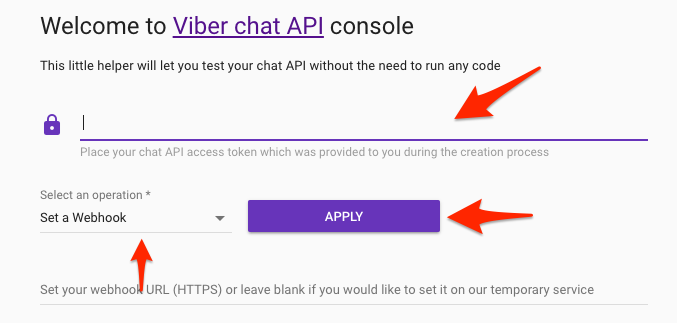 Welcome to Viber chat API console
This little helper will let you test your chat API without the need to run any code
Place your chat API access token which was provided to you during the creation process
Select an operation *
Set a Webhook
APPLY
Set your webhook URL (HTTPS) or leave blank if you would like to set it on our temporary service